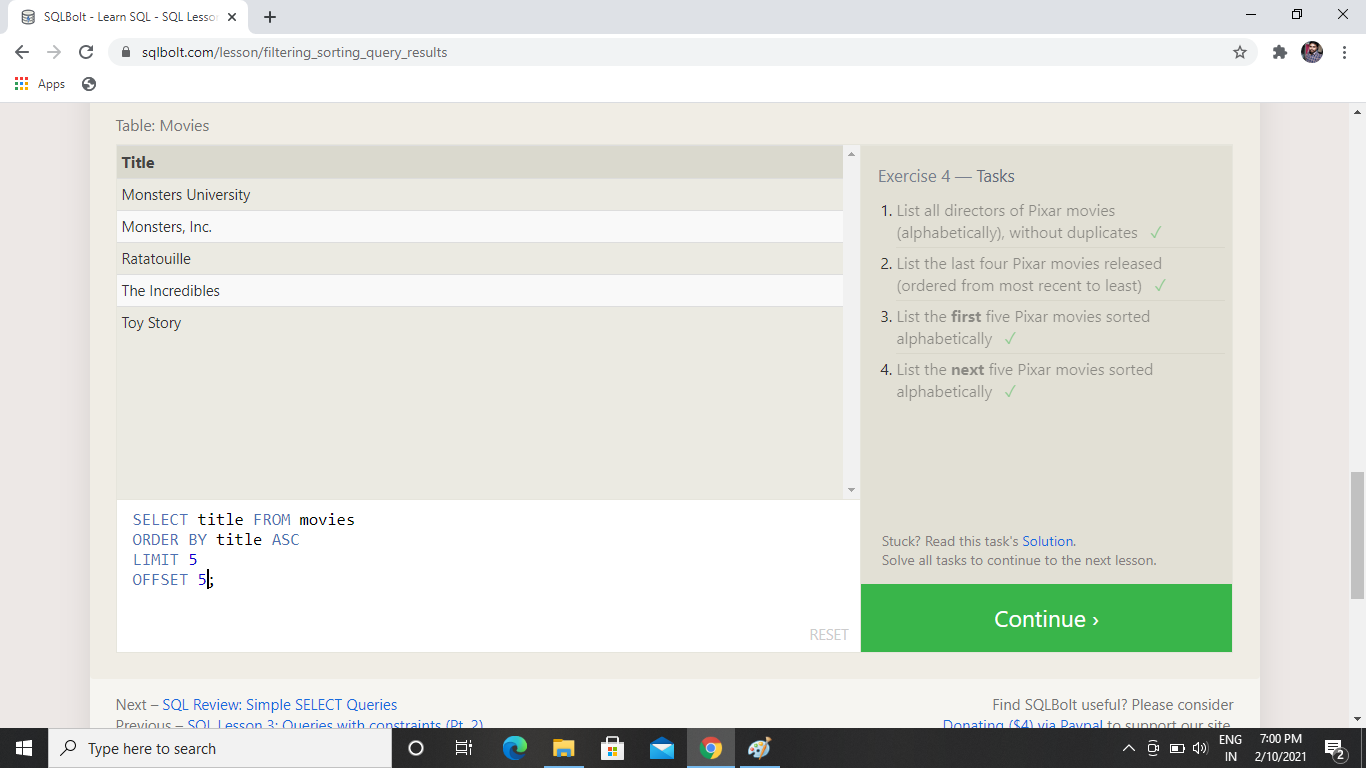 SQLBolt - Learn SQL - SQL Lesson
sqlbolt.com/lesson/filtering_sorting_query_results
Apps
Table: Movies
Title
Monsters University
Monsters, Inc.
Ratatouille
The Incredibles
Toy Story
SELECT title FROM movies
ORDER BY title ASC
LIMIT 5
OFFSET 5;
RESET
Exercise 4 — Tasks
1. List all directors of Pixar movies
(alphabetically), without duplicates ✓
2. List the last four Pixar movies released
(ordered from most recent to least) ✓
3. List the first five Pixar movies sorted
alphabetically ✓
4. List the next five Pixar movies sorted
alphabetically ✓
Stuck? Read this task's Solution.
Solve all tasks to continue to the next lesson.
Continue ›
Next – SQL Review: Simple SELECT Queries
Previous – SQL Lesson 3: Queries with constraints (Pt. 2)
Find SQLBolt useful? Please consider
Donating ($4) via Paypal to support our site.
Type here to search
ENG
IN
7:00 PM
2/10/2021
2